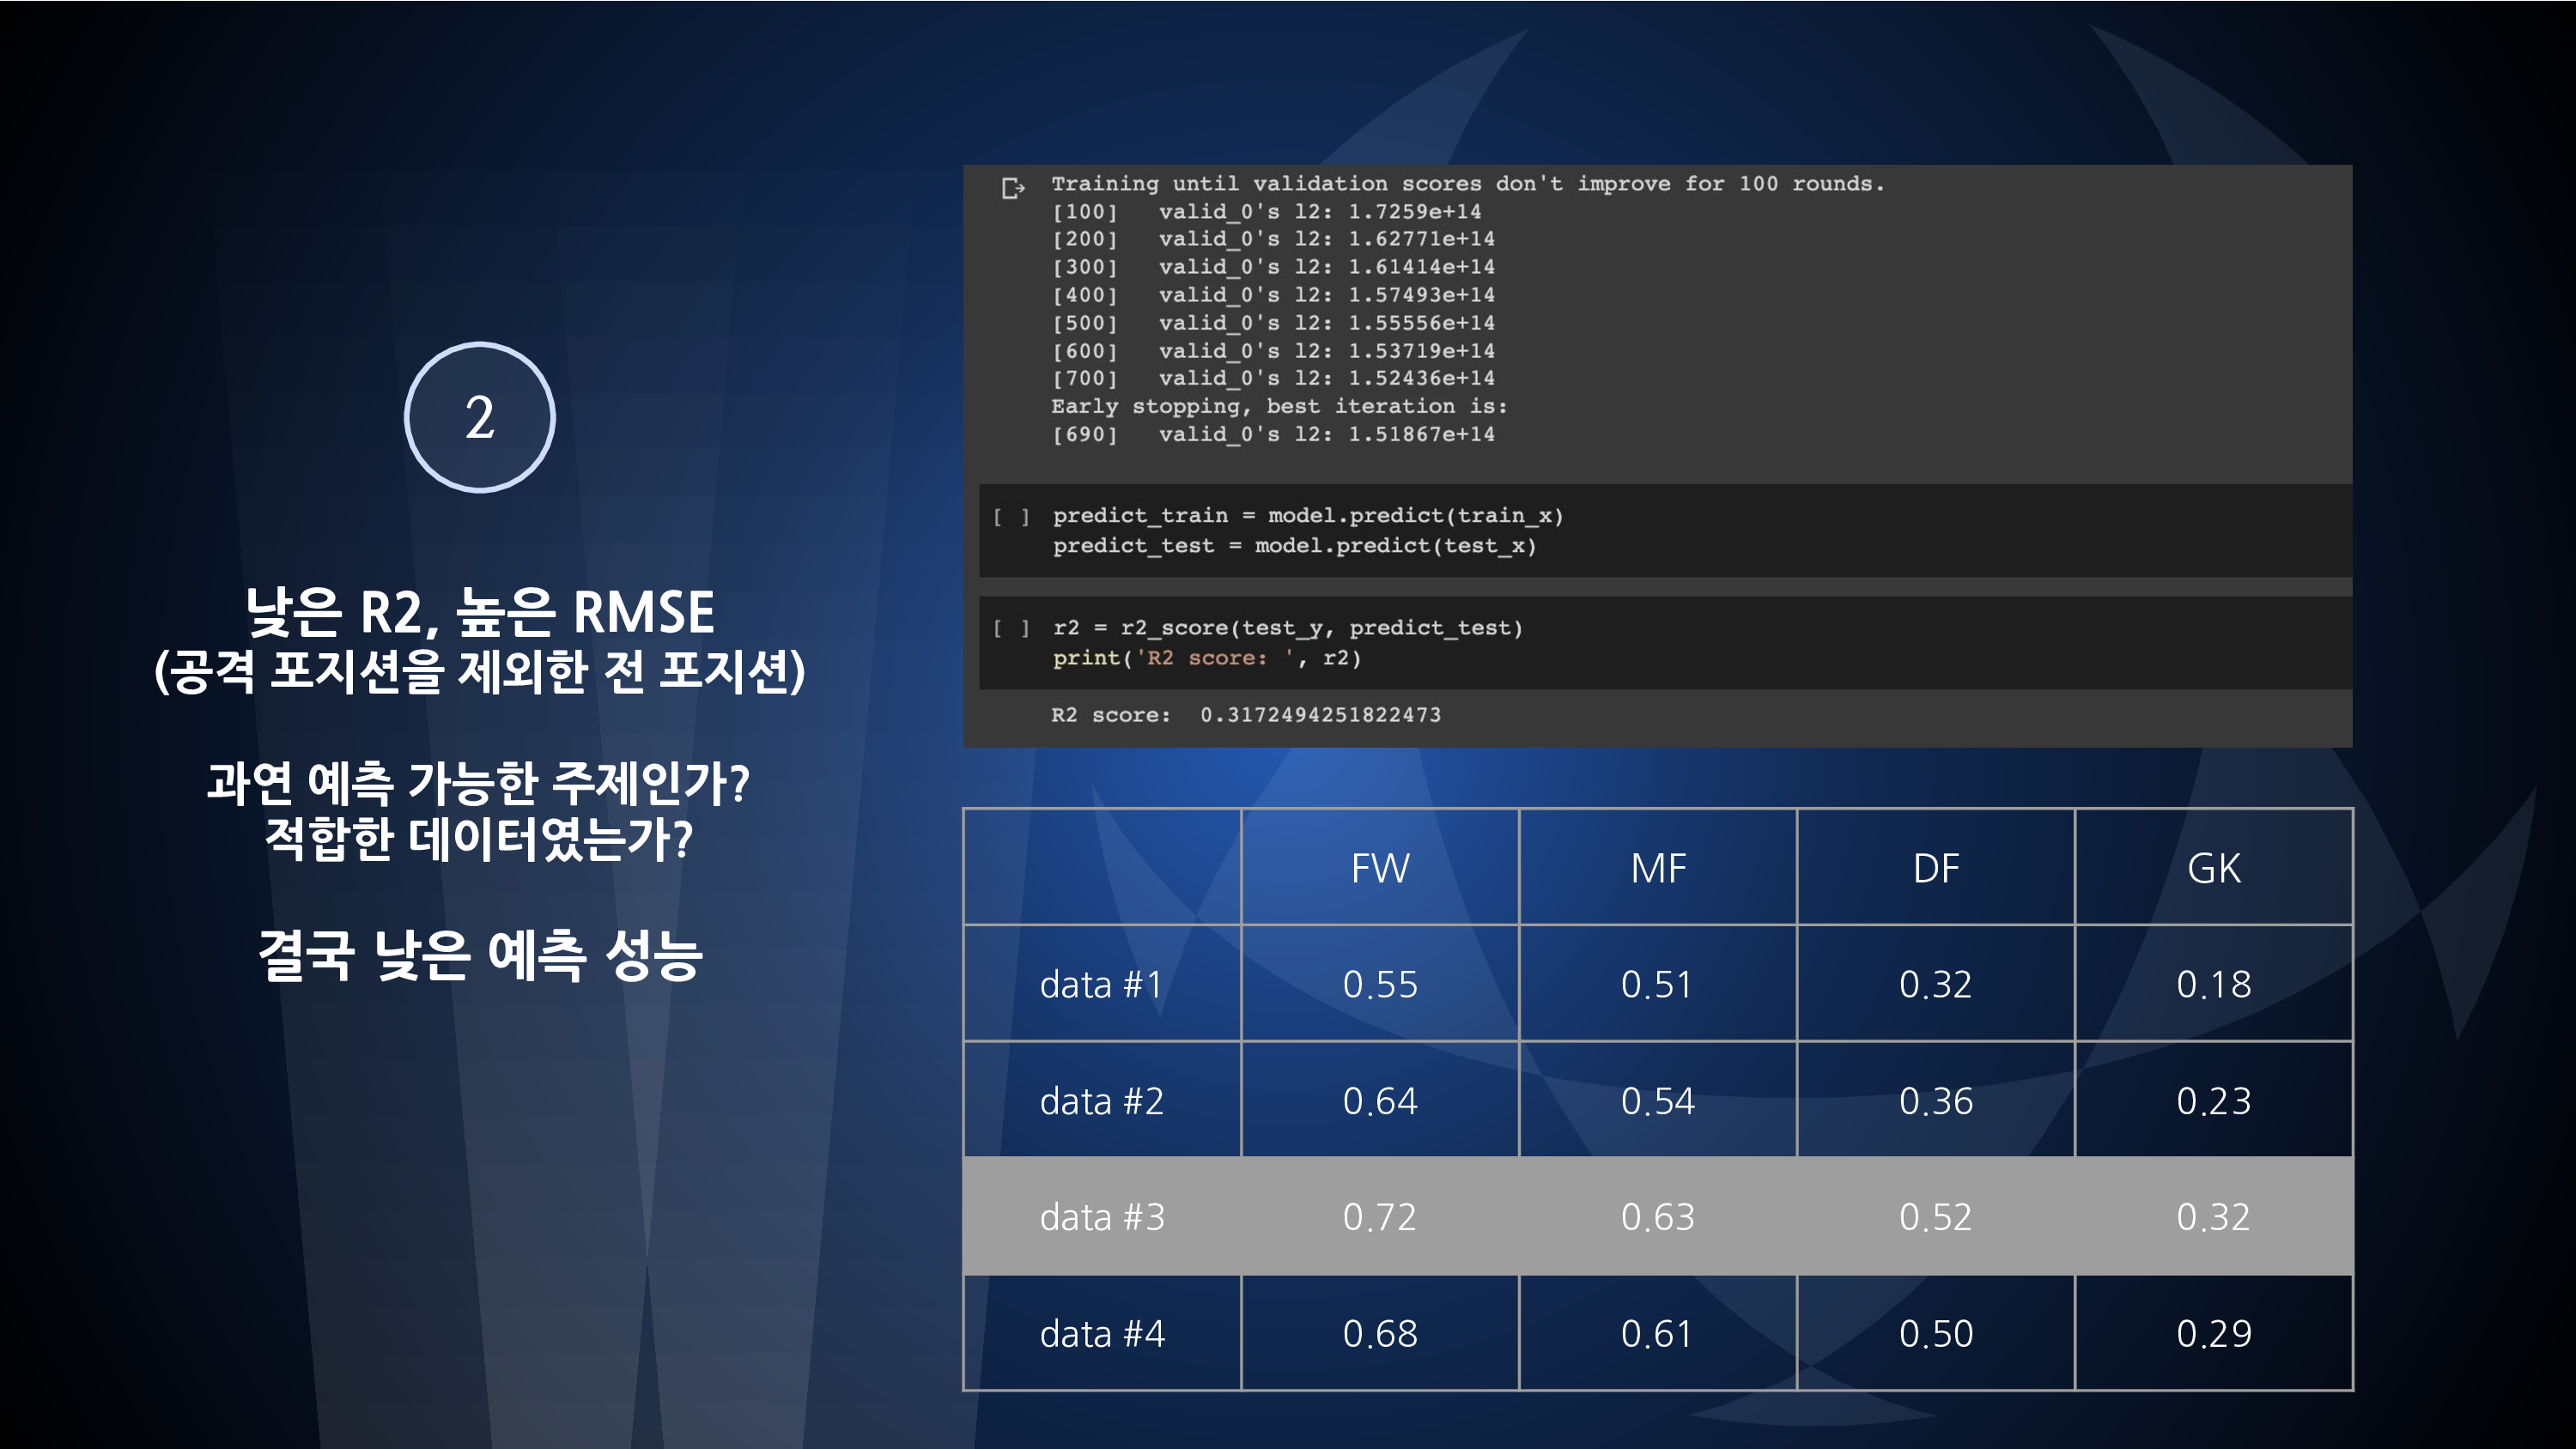 2
낮은 R2, 높은 RMSE
(공격 포지션을 제외한 전 포지션)
과연 예측 가능한 주제인가?
적합한 데이터였는가?
결국 낮은 예측 성능
Training until validation scores don't improve for 100 rounds.
[100] valid_0's l2: 1.7259e+14
[200] valid_0's l2: 1.62771e+14
[300] valid_0's l2: 1.61414e+14
[400] valid_0's l2: 1.57493e+14
[500] valid_0's l2: 1.55556e+14
[600] valid_0's l2: 1.53719e+14
[700] valid_0's l2: 1.52436e+14
Early stopping, best iteration is:
[690] valid_0's l2: 1.51867e+14
[ ] predict_train = model.predict(train_x)
predict_test = model.predict(test_x)
[ ] r2 = r2_score(test_y, predict_test)
print('R2 score: ', r2)
R2 score: 0.3172494251822473
FW MF DF GK
data #1 0.55 0.51 0.32 0.18
data #2 0.64 0.54 0.36 0.23
data #3 0.72 0.63 0.52 0.32
data #4 0.68 0.61 0.50 0.29